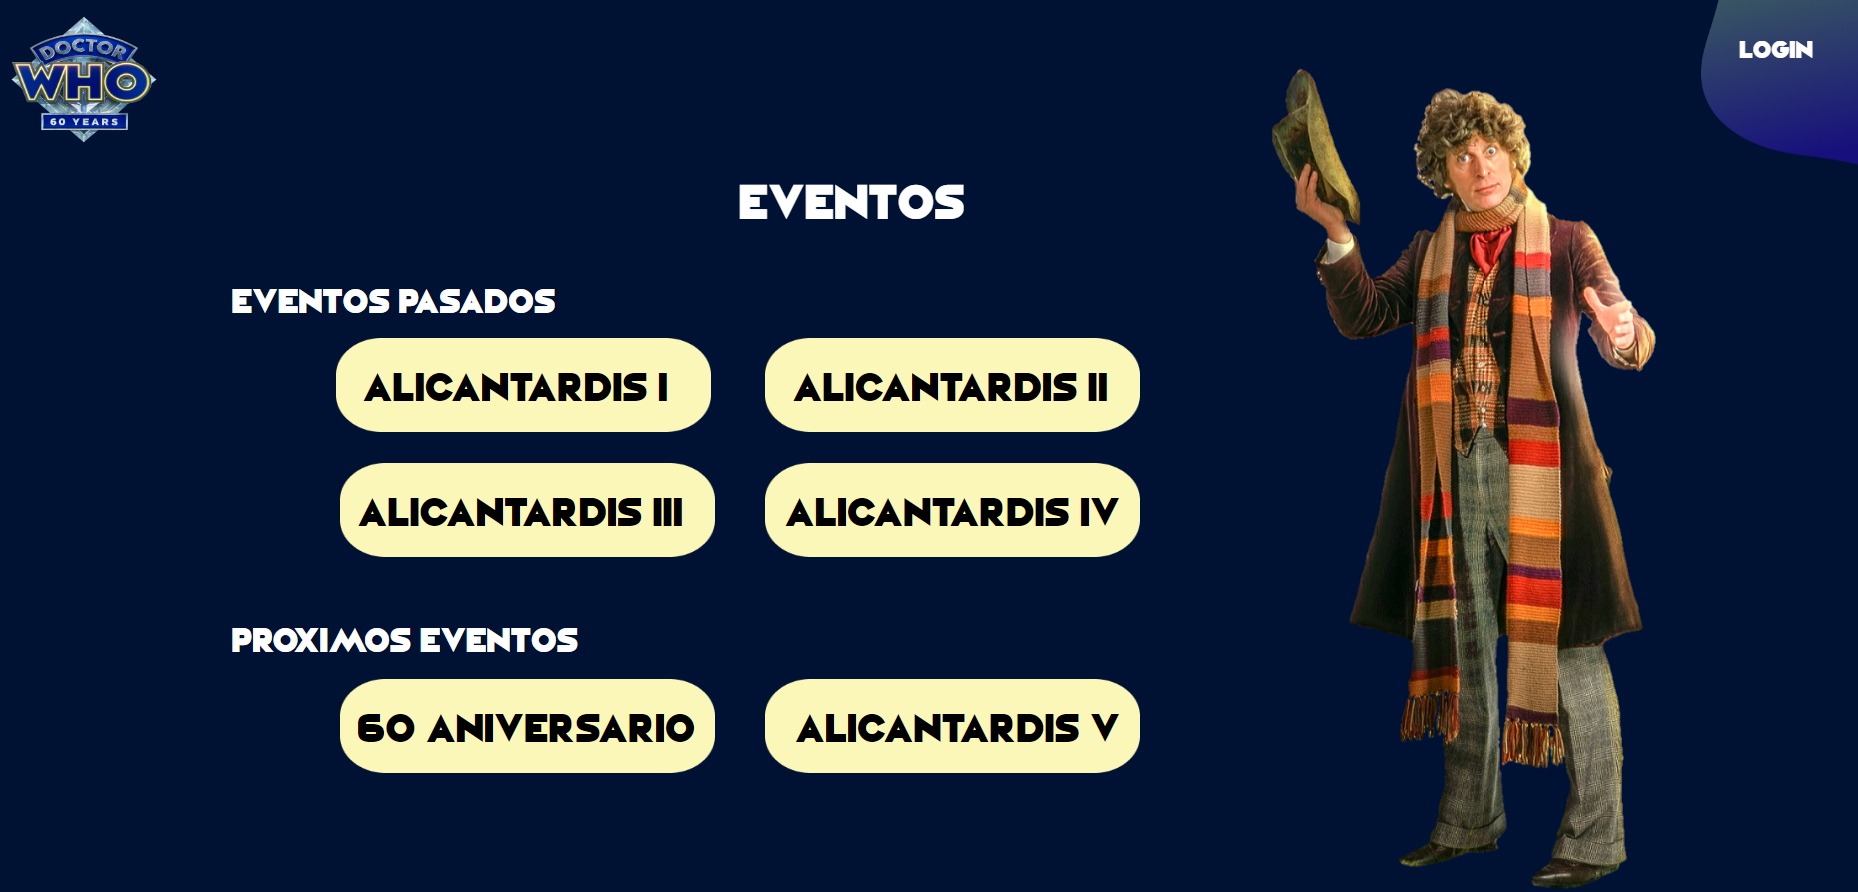 DOCTOR
WHO
60 YEARS
LOGIN
EVENTOS
EVENTOS PASADOS
ALICANTARDIS I
ALICANTARDIS II
ALICANTARDIS III
ALICANTARDIS IV
PROXIMOS EVENTOS
60 ANIVERSARIO
ALICANTARDIS V